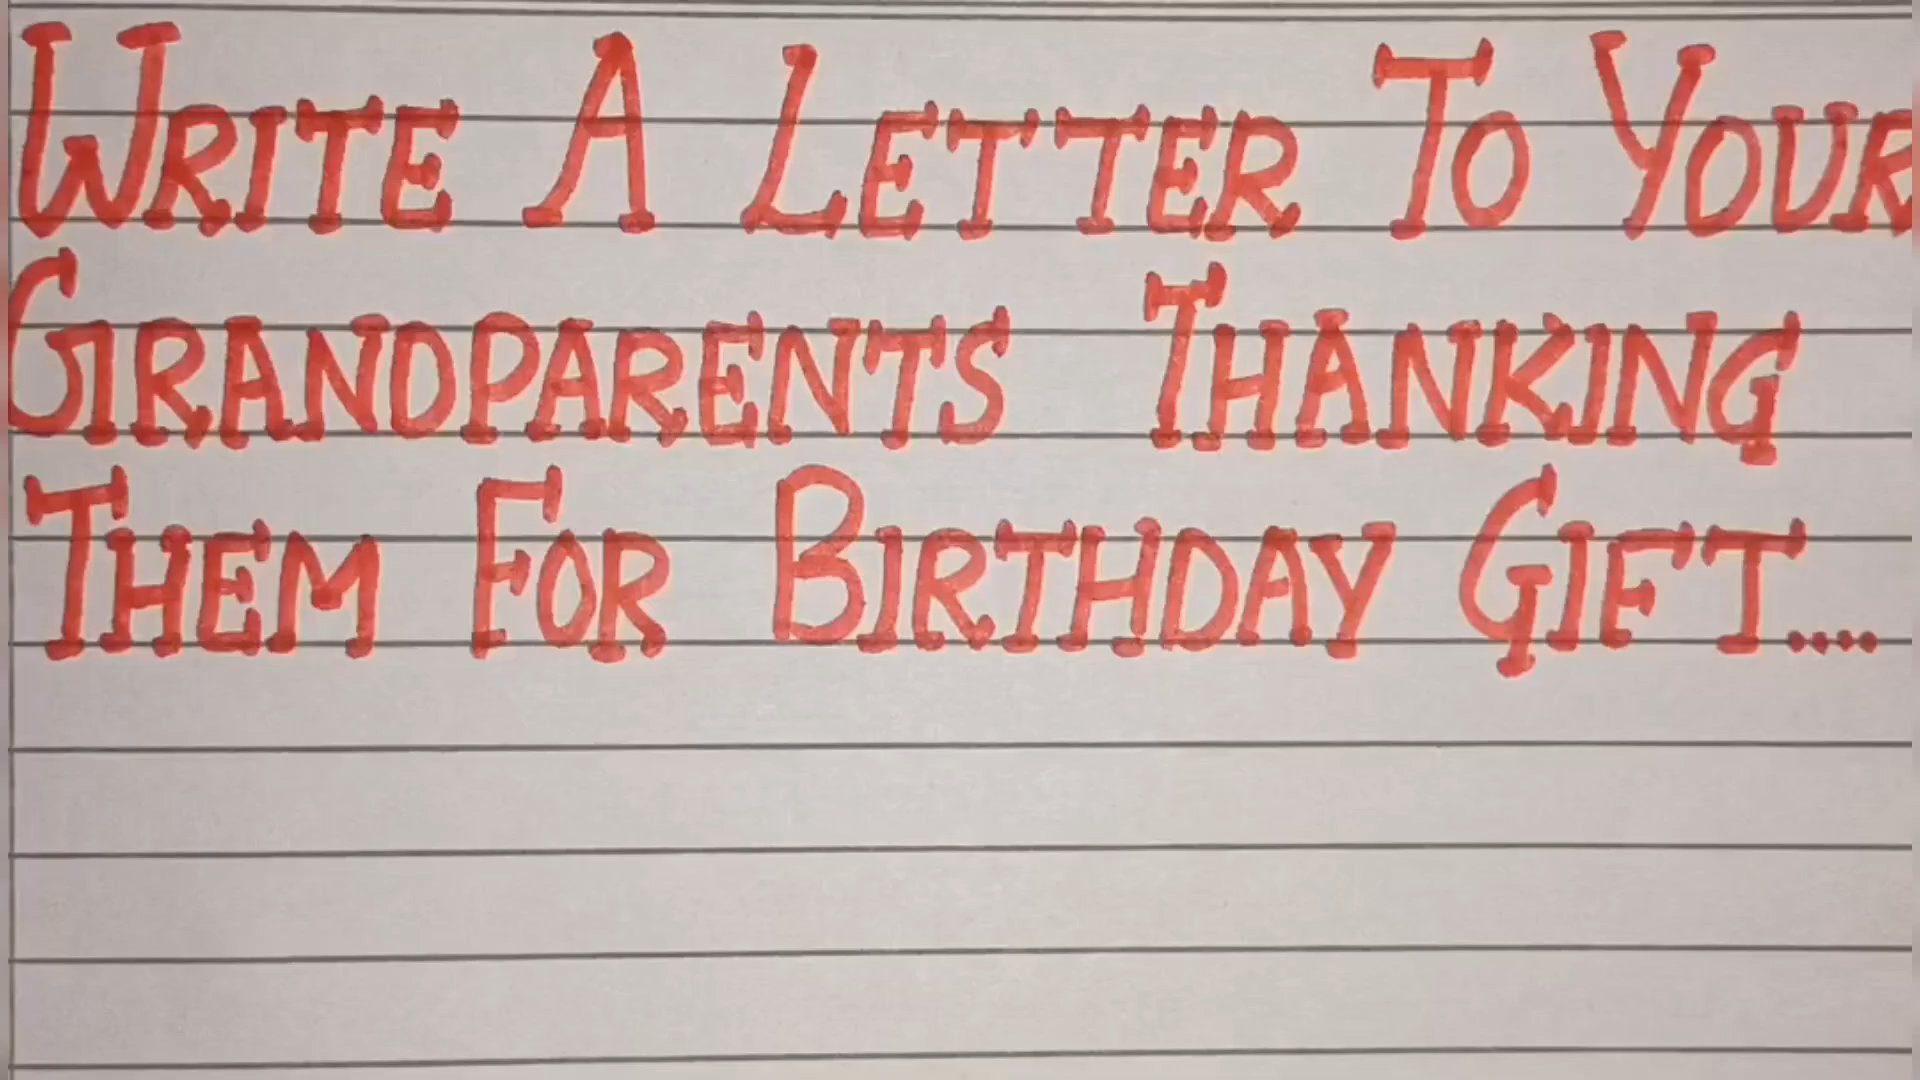 Write A Letter To Your
Grandparents Thanking
Them For Birthday Gift....